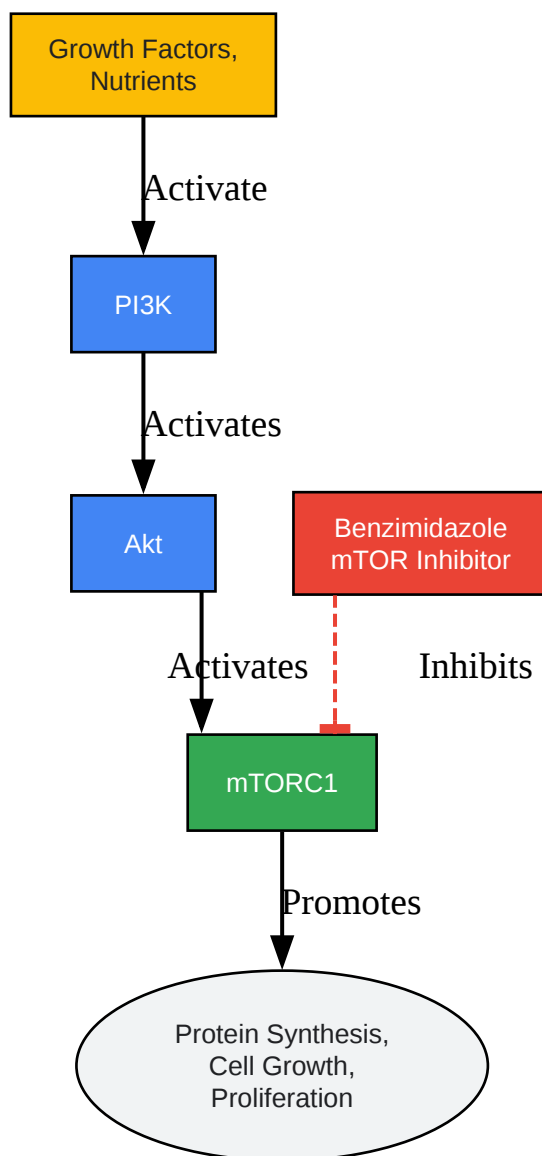 Growth Factors,
Nutrients
Activate
PI3K
Activates
Akt
Benzimidazole
mTOR Inhibitor
Activates
Inhibits
mTORC1
Promotes
Protein Synthesis,
Cell Growth,
Proliferation